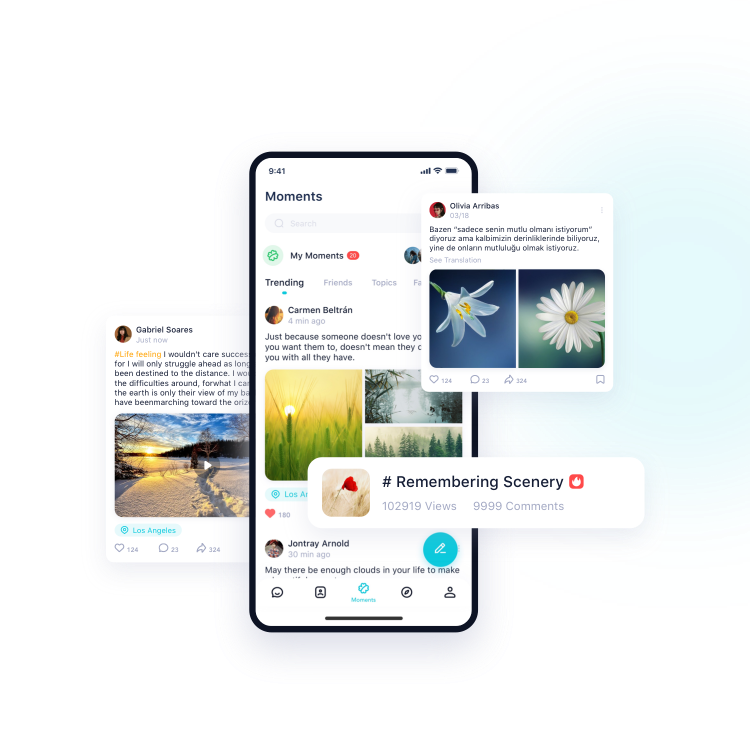 9:41
Moments
Search
My Moments 20
Trending Friends Topics Fa
Carmen Beltrán
4 min ago
Just because someone doesn't love yo
you want them to, doesn't mean they
you with all they have.
Los
180
Jontray Arnold
30 min ago
May there be enough clouds in your life to make
Moments
Olivia Arribas
03/18
Bazen "sadece senin mutlu olmanı istiyorum"
diyoruz ama kalbimizin derinliklerinde biliyoruz,
yine de onların mutluluğu olmak istiyoruz.
See Translation
124 23 324
Gabriel Soares
Just now
#Life feeling I wouldn't care succes
for I will only struggle ahead as long
been destined to the distance. I wou
the difficulties around, forwhat I can
the earth is only their view of my ba
have beenmarching toward the oriz
Los Angeles
124 23 324
# Remembering Scenery
102919 Views 9999 Comments